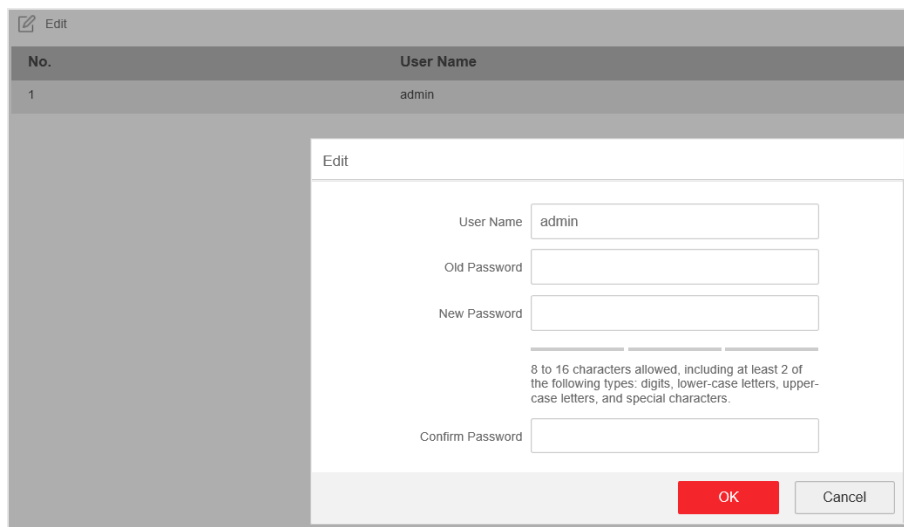 Edit
No. User Name
1 admin
Edit
User Name admin
Old Password
New Password
8 to 16 characters allowed, including at least 2 of
the following types: digits, lower-case letters, upper-
case letters, and special characters.
Confirm Password
OK Cancel